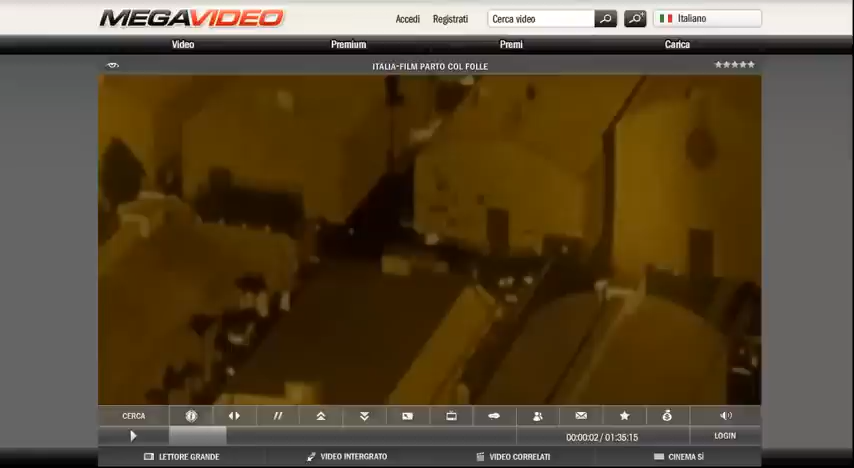 MEGAVIDEO
Accedi Registrati Cerca video Italiano
Video Premium Premi Carica
ITALIA-FILM PARTO COL FOLLE
CERCA
00:00:02 / 01:35:15 LOGIN
LETTORE GRANDE VIDEO INTERGRATO VIDEO CORRELATI CINEMA SÌ